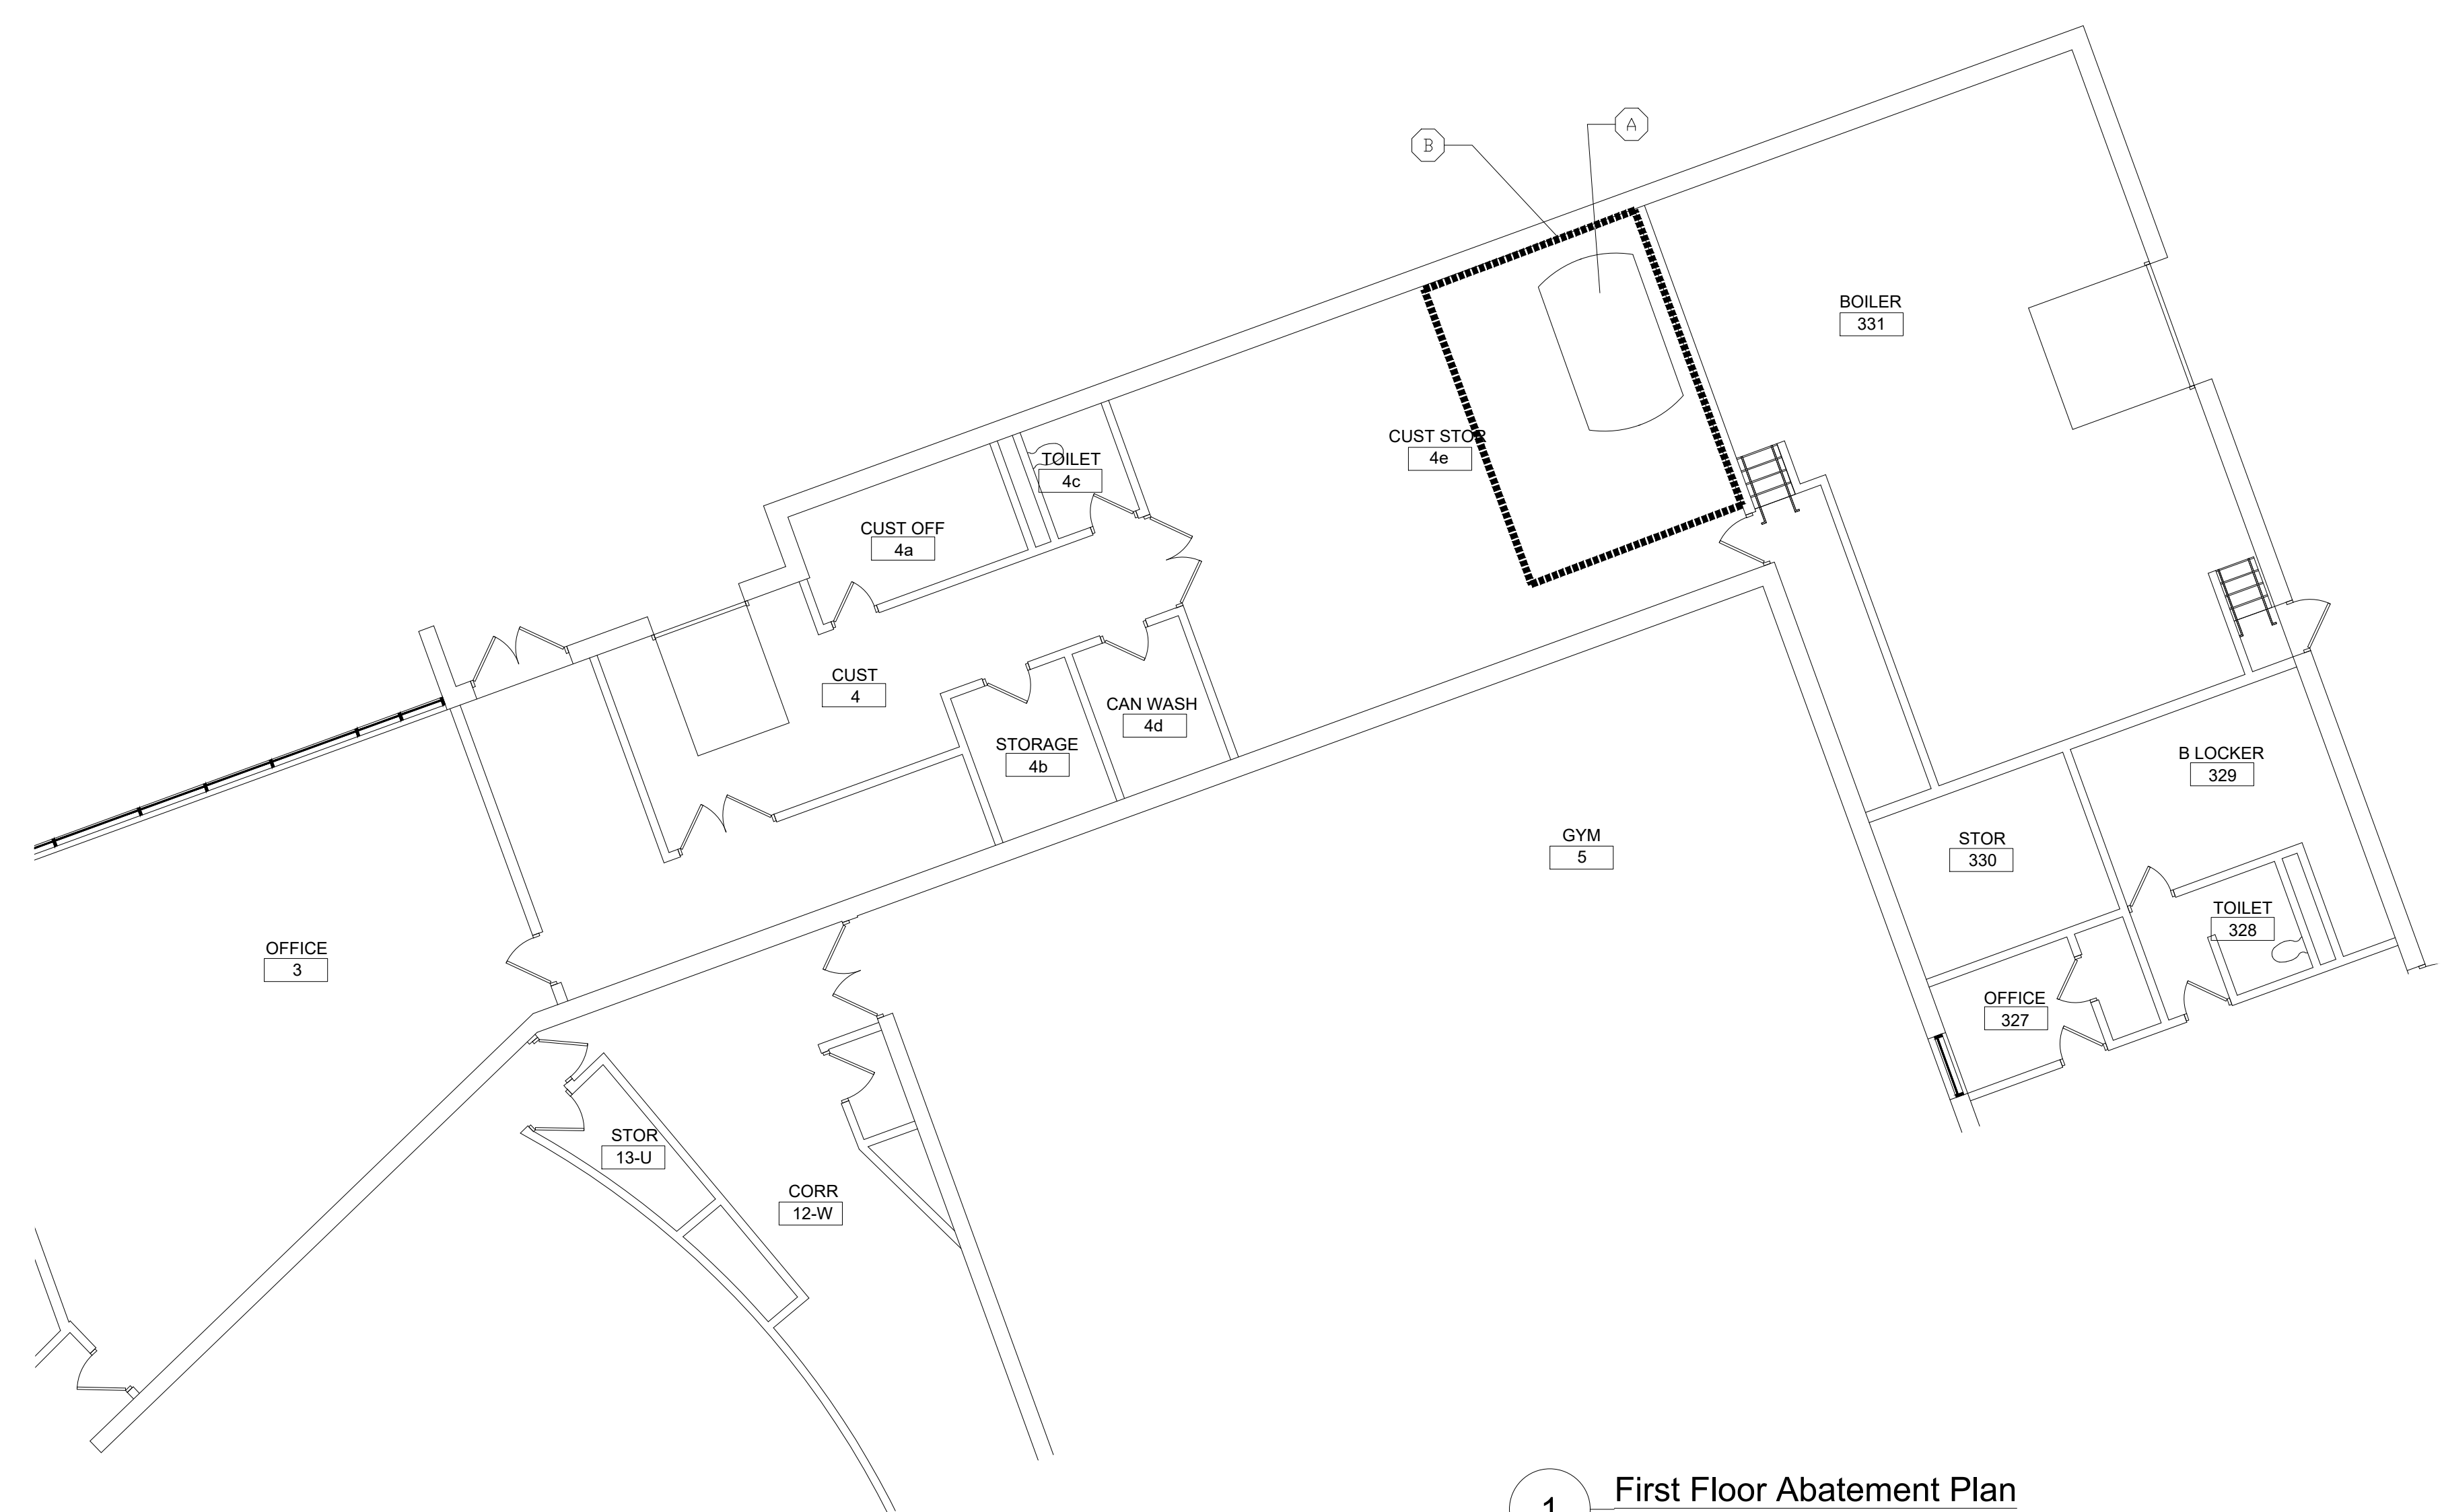 A
B
BOILER
331
CUST STOR
4e
TOILET
4c
CUST OFF
4a
CUST
4
CAN WASH
4d
STORAGE
4b
B LOCKER
329
GYM
5
STOR
330
TOILET
328
OFFICE
3
OFFICE
327
STOR
13-U
CORR
12-W
First Floor Abatement Plan
1